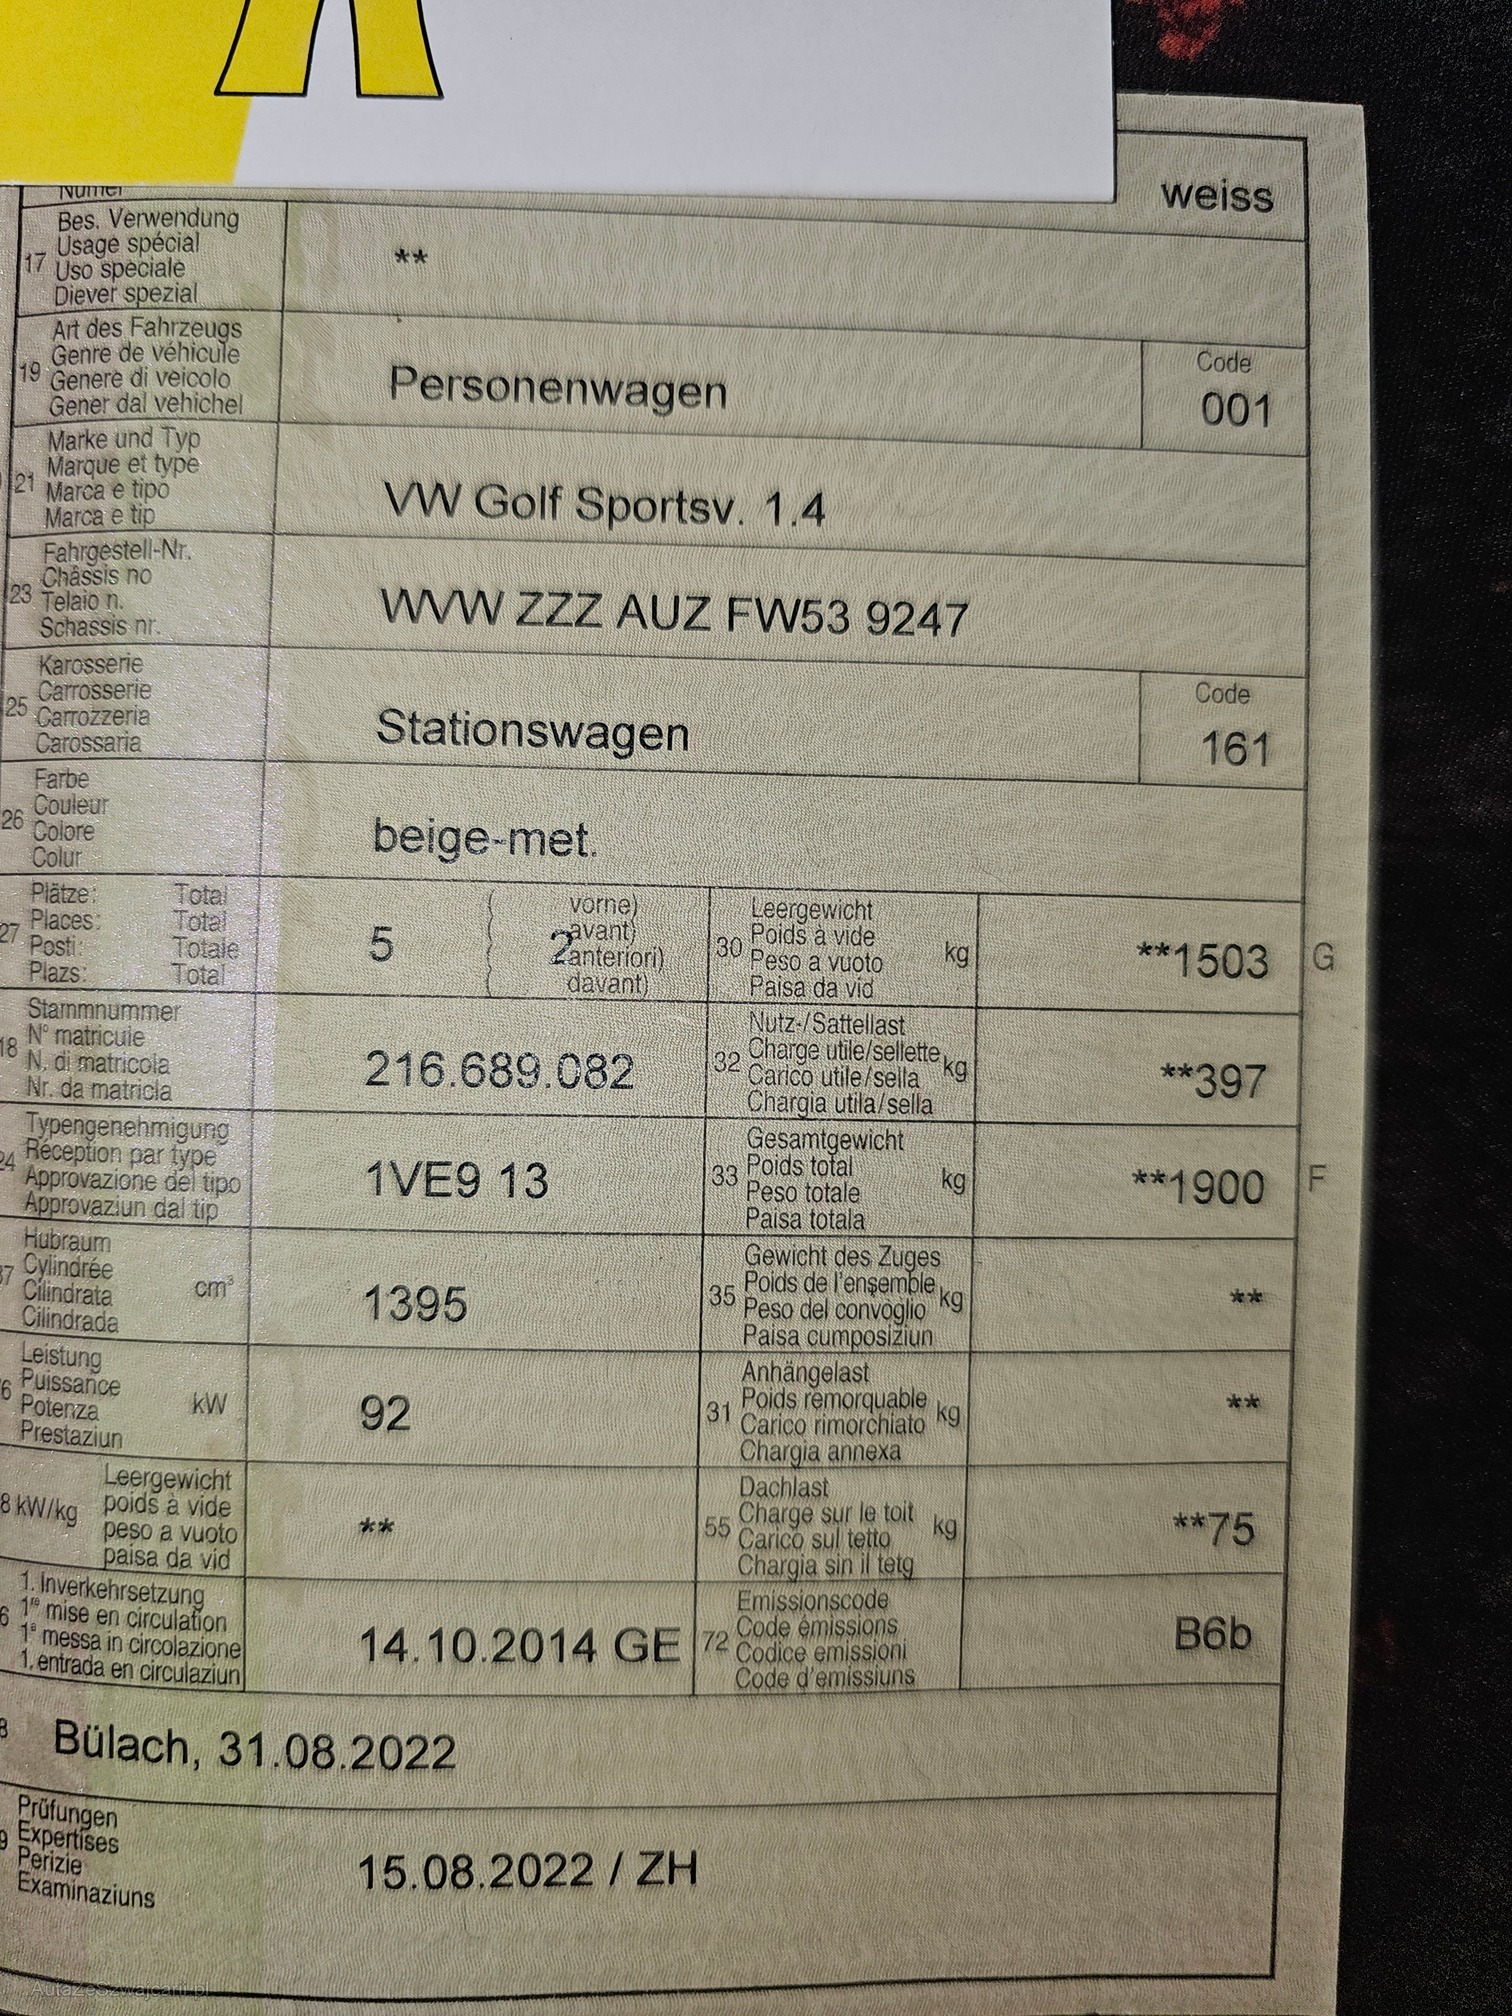 weiss
17 Bes. Verwendung
Usage spécial
Uso speciale
Diever spezial
**
19 Art des Fahrzeugs
Genre de véhicule
Genere di veicolo
Gener dal vehichel
Personenwagen
Code
001
21 Marke und Typ
Marque et type
Marca e tipo
Marca e tip
VW Golf Sportsv. 1.4
23 Fahrgestell-Nr.
Châssis no
Telaio n.
Schassis nr.
WVW ZZZ AUZ FW53 9247
25 Karosserie
Carrosserie
Carrozzeria
Carossaria
Stationswagen
Code
161
26 Farbe
Couleur
Colore
Colur
beige-met.
27 Plätze: Total
Places: Total
Posti: Totale
Plazs: Total
5
2
vorne)
avant)
anteriori)
davant)
30 Leergewicht
Poids à vide
Peso a vuoto
Paisa da vid
kg
**1503
G
18 Stammnummer
N° matricule
N. di matricola
Nr. da matricla
216.689.082
32 Nutz-/Sattellast
Charge utile/sellette
Carico utile/sella
Chargia utila/sella
kg
**397
24 Typengenehmigung
Réception par type
Approvazione del tipo
Approvaziun dal tip
1VE9 13
33 Gesamtgewicht
Poids total
Peso totale
Paisa totala
kg
**1900
F
37 Hubraum
Cylindrée
Cilindrata
Cilindrada
cm³
1395
35 Gewicht des Zuges
Poids de l'ensemble
Peso del convoglio
Paisa cumposiziun
kg
**
6 Leistung
Puissance
Potenza
Prestaziun
kW
92
31 Anhängelast
Poids remorquable
Carico rimorchiato
Chargia annexa
kg
**
8 kW/kg
Leergewicht
poids à vide
peso a vuoto
paisa da vid
**
55 Dachlast
Charge sur le toit
Carico sul tetto
Chargia sin il tetg
kg
**75
6 1. Inverkehrsetzung
1re mise en circulation
1a messa in circolazione
1. entrada en circulaziun
14.10.2014 GE
72 Emissionscode
Code émissions
Codice emissioni
Code d'emissiuns
B6b
8 Bülach, 31.08.2022
9 Prüfungen
Expertises
Perizie
Examinaziuns
15.08.2022 / ZH
AutaZeSzwajcarii.pl